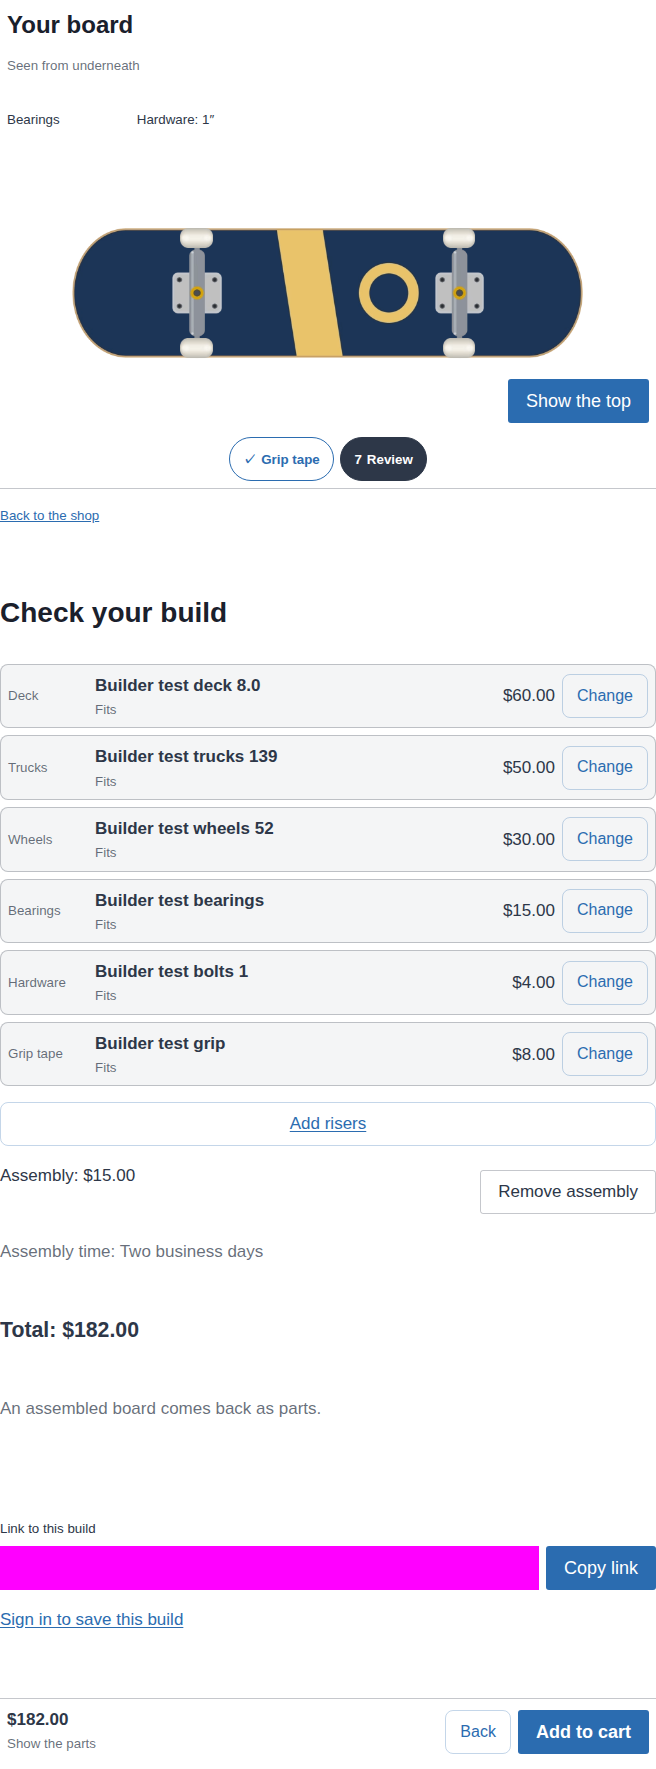 Your board
Seen from underneath
Bearings Hardware: 1″
Show the top
✓ Grip tape 7 Review
Back to the shop
Check your build
Deck Builder test deck 8.0 $60.00 Change
Fits
Trucks Builder test trucks 139 $50.00 Change
Fits
Wheels Builder test wheels 52 $30.00 Change
Fits
Bearings Builder test bearings $15.00 Change
Fits
Hardware Builder test bolts 1 $4.00 Change
Fits
Grip tape Builder test grip $8.00 Change
Fits
Add risers
Assembly: $15.00 Remove assembly
Assembly time: Two business days
Total: $182.00
An assembled board comes back as parts.
Link to this build
Copy link
Sign in to save this build
$182.00 Back Add to cart
Show the parts